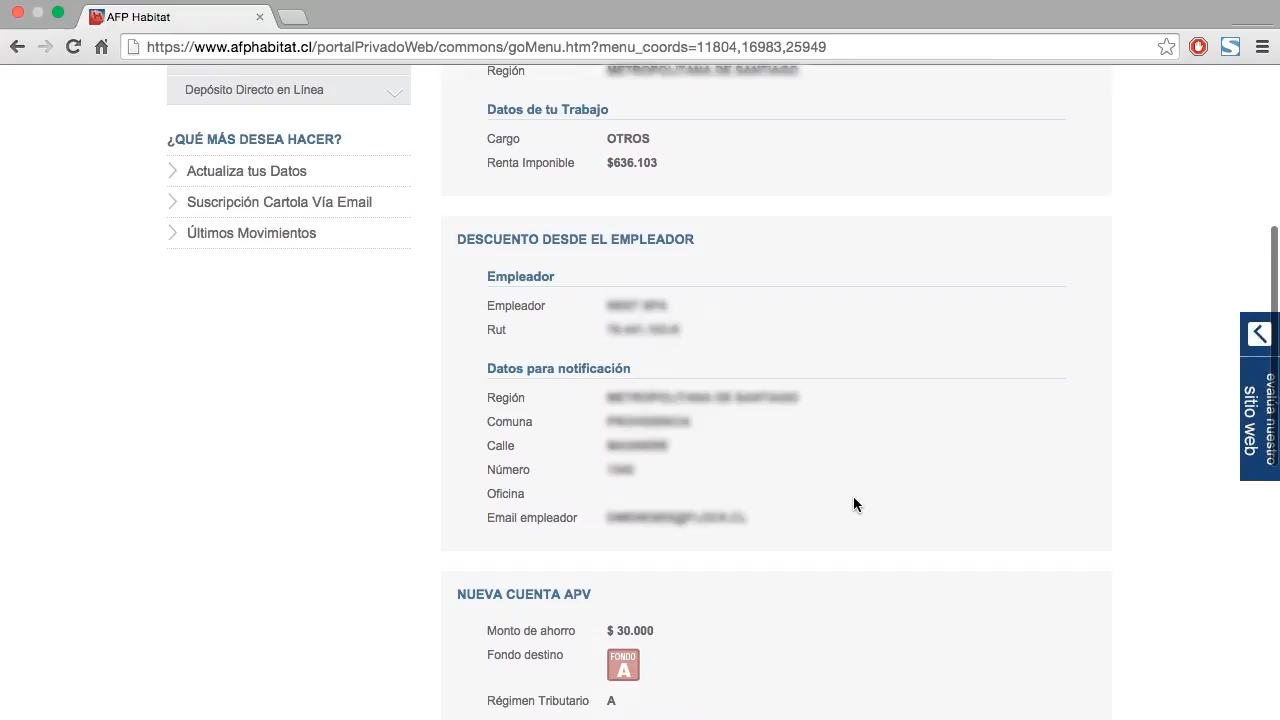 AFP Habitat
https://www.afphabitat.cl/portalPrivadoWeb/commons/goMenu.htm?menu_coords=11804,16983,25949
Depósito Directo en Línea
¿QUÉ MÁS DESEA HACER?
Actualiza tus Datos
Suscripción Cartola Vía Email
Últimos Movimientos
Región
Datos de tu Trabajo
Cargo OTROS
Renta Imponible $636.103
DESCUENTO DESDE EL EMPLEADOR
Empleador
Empleador
Rut
Datos para notificación
Región
Comuna
Calle
Número
Oficina
Email empleador
NUEVA CUENTA APV
Monto de ahorro $ 30.000
Fondo destino FONDO
A
Régimen Tributario A
evalúa nuestro
sitio web